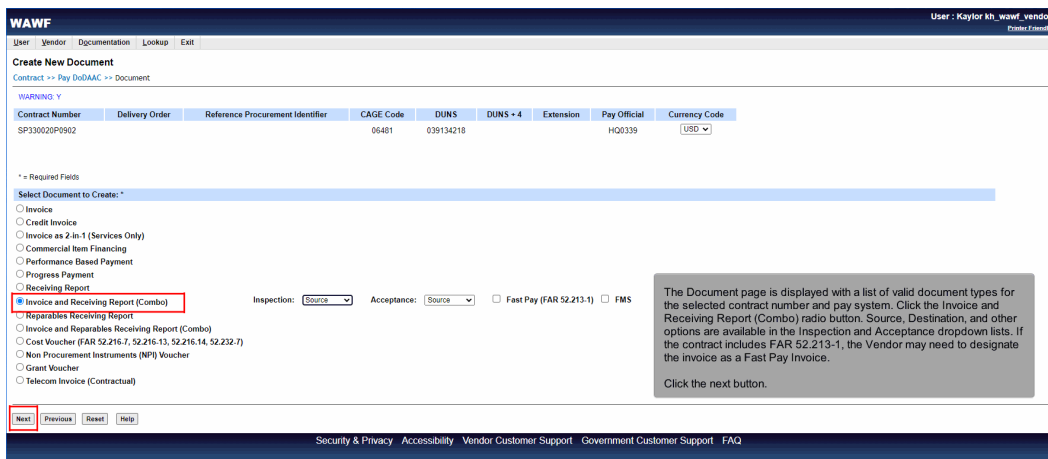 User : Kaylor kh_wawf_vendo
WAWF
Printer Friendl
User Vendor Documentation Lookup Exit
Create New Document
Contract >> Pay DoDAAC >> Document
WARNING: Y
Contract Number Delivery Order Reference Procurement Identifier CAGE Code DUNS DUNS + 4 Extension Pay Official Currency Code
SP330020P0902 06481 039134218 HQ0339 USD
* = Required Fields
Select Document to Create: *
Invoice
Credit Invoice
Invoice as 2-in-1 (Services Only)
Commercial Item Financing
Performance Based Payment
Progress Payment
Receiving Report
Invoice and Receiving Report (Combo) Inspection: Source Acceptance: Source Fast Pay (FAR 52.213-1) FMS
Reparables Receiving Report
Invoice and Reparables Receiving Report (Combo)
Cost Voucher (FAR 52.216-7, 52.216-13, 52.216.14, 52.232-7)
Non Procurement Instruments (NPI) Voucher
Grant Voucher
Telecom Invoice (Contractual)
The Document page is displayed with a list of valid document types for
the selected contract number and pay system. Click the Invoice and
Receiving Report (Combo) radio button. Source, Destination, and other
options are available in the Inspection and Acceptance dropdown lists. If
the contract includes FAR 52.213-1, the Vendor may need to designate
the invoice as a Fast Pay Invoice.
Click the next button.
Next Previous Reset Help
Security & Privacy Accessibility Vendor Customer Support Government Customer Support FAQ